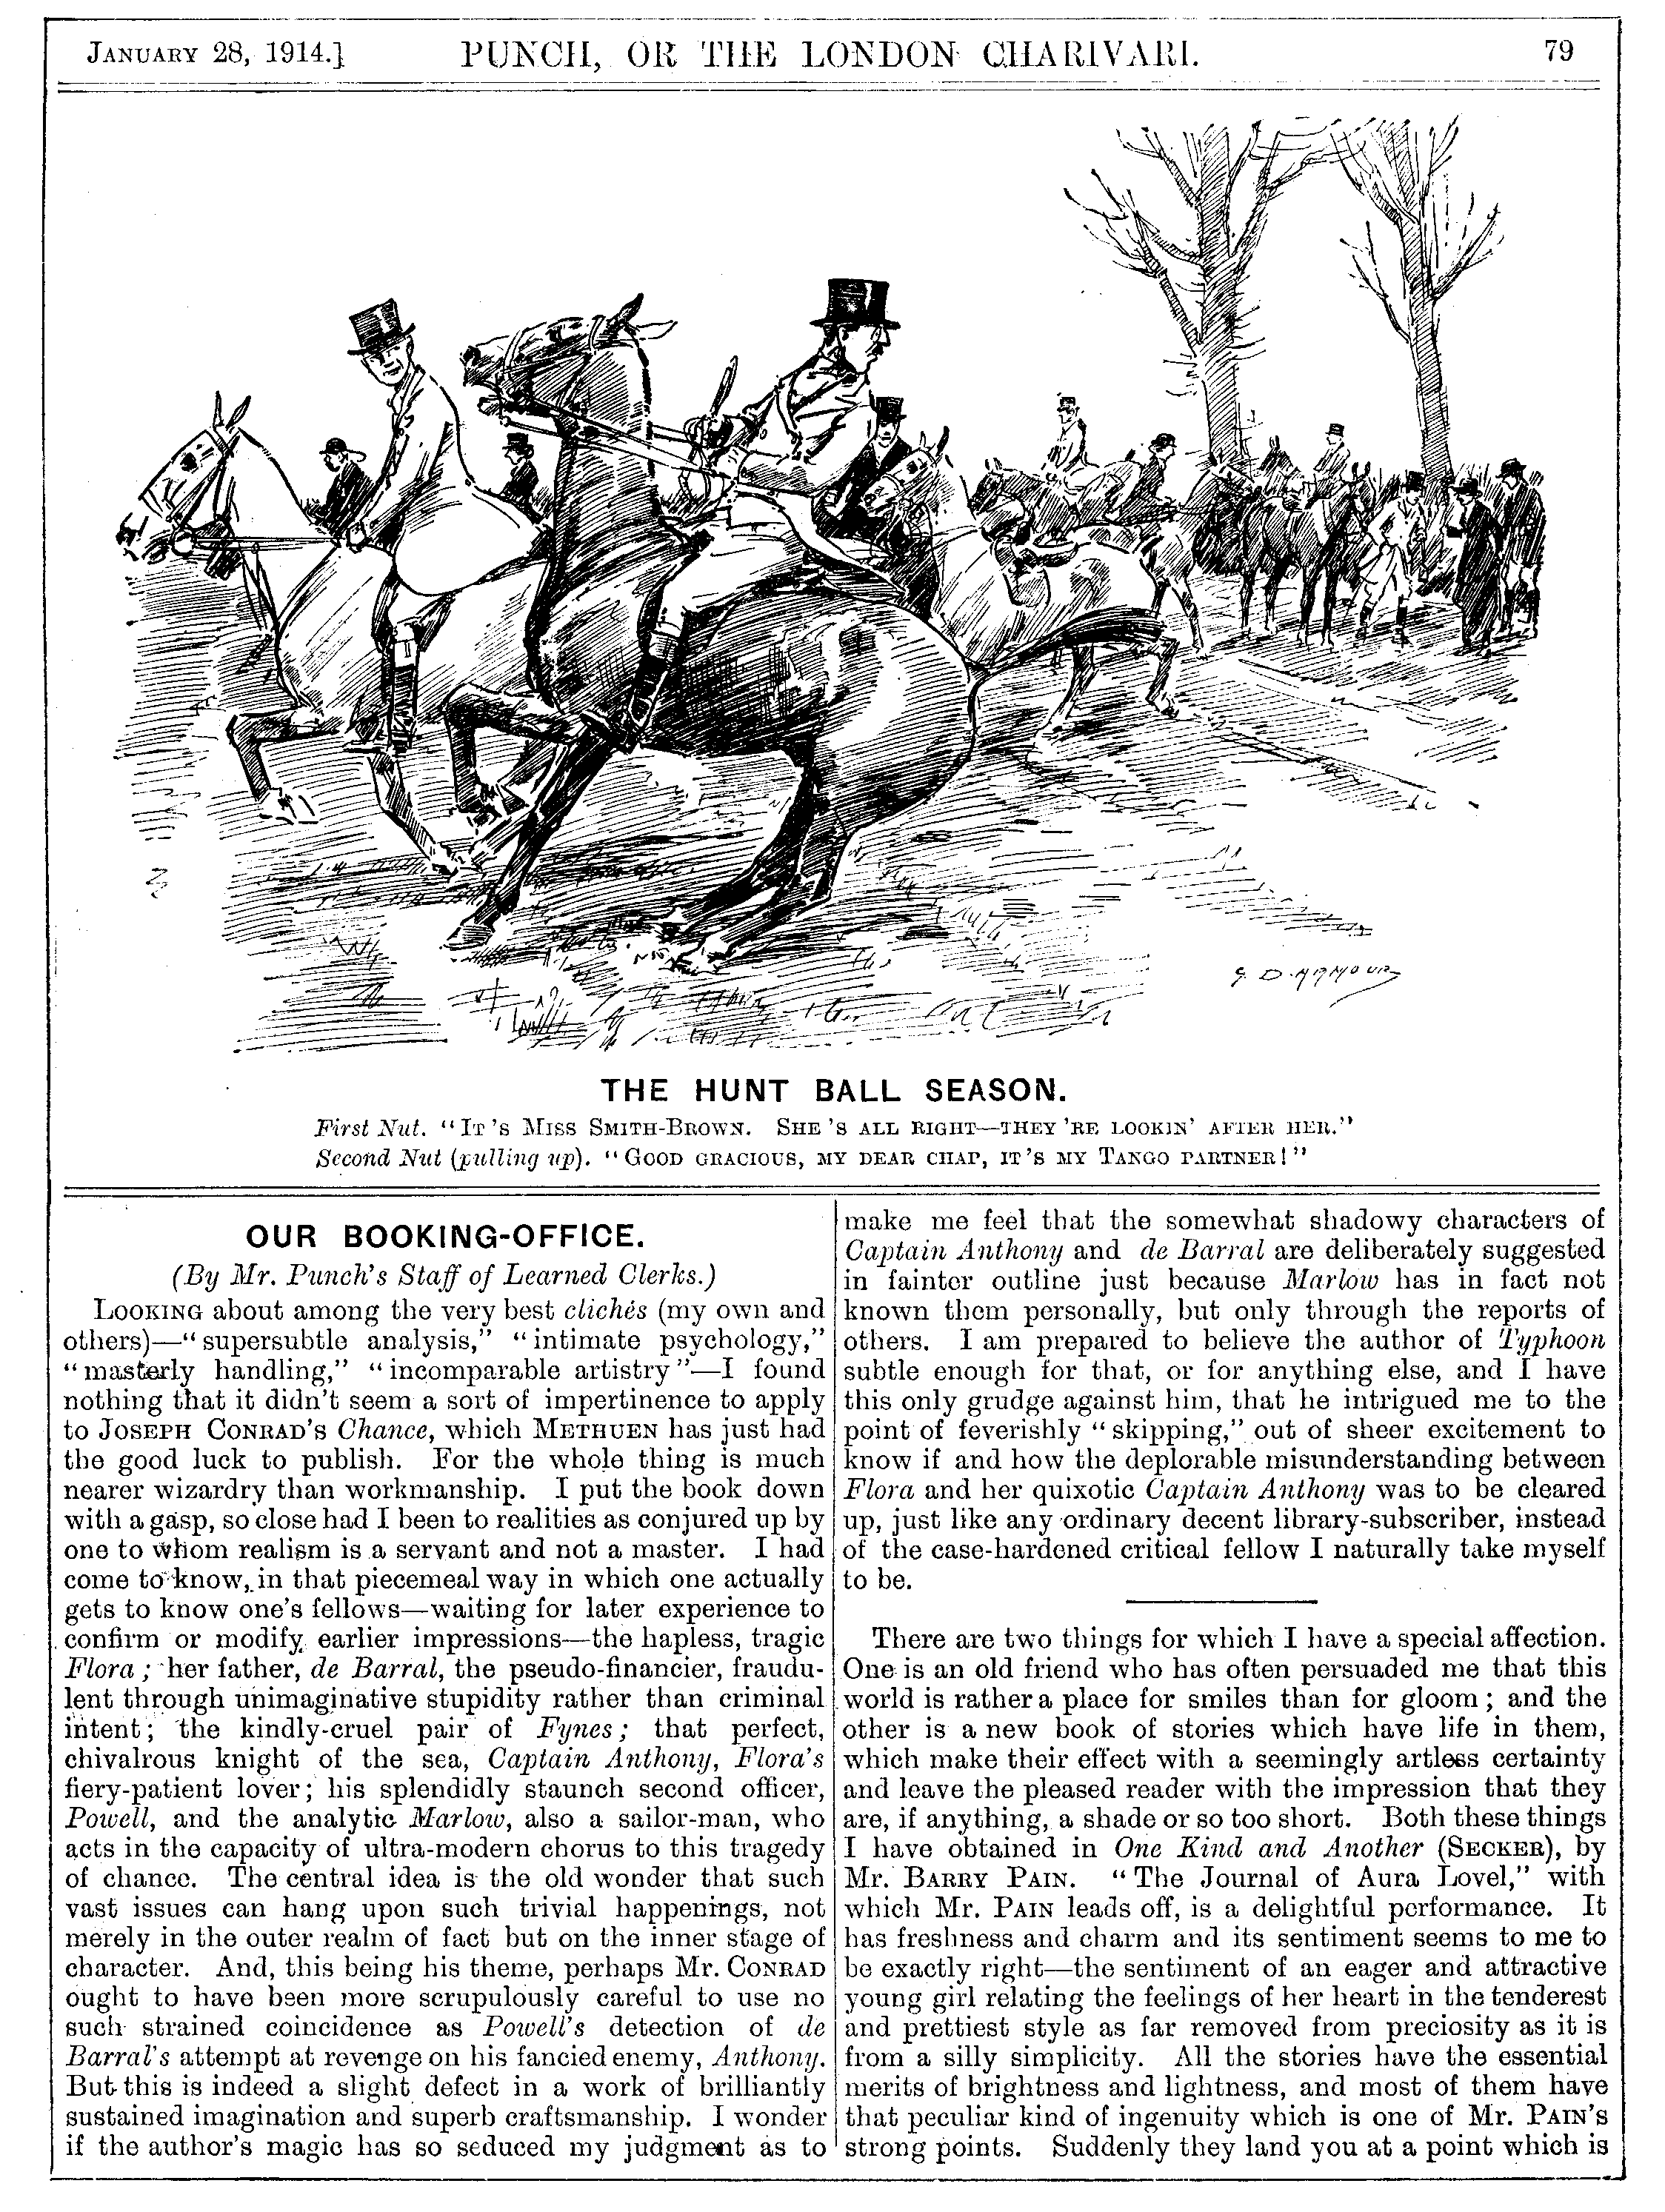 January 28, 1914.] PUNCH, OR THE LONDON CHARIVARI. 79
G. D. ARMOUR
THE HUNT BALL SEASON.
First Nut. "It's Miss Smith-Brown. She's all right—they're lookin' after her."
Second Nut (pulling up). "Good gracious, my dear chap, it's my Tango partner!"
OUR BOOKING-OFFICE.
(By Mr. Punch's Staff of Learned Clerks.)
Looking about among the very best clichés (my own and
others)—"supersubtle analysis," "intimate psychology,"
"masterly handling," "incomparable artistry"—I found
nothing that it didn't seem a sort of impertinence to apply
to Joseph Conrad's Chance, which Methuen has just had
the good luck to publish. For the whole thing is much
nearer wizardry than workmanship. I put the book down
with a gasp, so close had I been to realities as conjured up by
one to whom realism is a servant and not a master. I had
come to know, in that piecemeal way in which one actually
gets to know one's fellows—waiting for later experience to
confirm or modify earlier impressions—the hapless, tragic
Flora; her father, de Barral, the pseudo-financier, fraudu-
lent through unimaginative stupidity rather than criminal
intent; the kindly-cruel pair of Fynes; that perfect,
chivalrous knight of the sea, Captain Anthony, Flora's
fiery-patient lover; his splendidly staunch second officer,
Powell, and the analytic Marlow, also a sailor-man, who
acts in the capacity of ultra-modern chorus to this tragedy
of chance. The central idea is the old wonder that such
vast issues can hang upon such trivial happenings, not
merely in the outer realm of fact but on the inner stage of
character. And, this being his theme, perhaps Mr. Conrad
ought to have been more scrupulously careful to use no
such strained coincidence as Powell's detection of de
Barral's attempt at revenge on his fancied enemy, Anthony.
But this is indeed a slight defect in a work of brilliantly
sustained imagination and superb craftsmanship. I wonder
if the author's magic has so seduced my judgment as to
make me feel that the somewhat shadowy characters of
Captain Anthony and de Barral are deliberately suggested
in fainter outline just because Marlow has in fact not
known them personally, but only through the reports of
others. I am prepared to believe the author of Typhoon
subtle enough for that, or for anything else, and I have
this only grudge against him, that he intrigued me to the
point of feverishly "skipping," out of sheer excitement to
know if and how the deplorable misunderstanding between
Flora and her quixotic Captain Anthony was to be cleared
up, just like any ordinary decent library-subscriber, instead
of the case-hardened critical fellow I naturally take myself
to be.
There are two things for which I have a special affection.
One is an old friend who has often persuaded me that this
world is rather a place for smiles than for gloom; and the
other is a new book of stories which have life in them,
which make their effect with a seemingly artless certainty
and leave the pleased reader with the impression that they
are, if anything, a shade or so too short. Both these things
I have obtained in One Kind and Another (Secker), by
Mr. Barry Pain. "The Journal of Aura Lovel," with
which Mr. Pain leads off, is a delightful performance. It
has freshness and charm and its sentiment seems to me to
be exactly right—the sentiment of an eager and attractive
young girl relating the feelings of her heart in the tenderest
and prettiest style as far removed from preciosity as it is
from a silly simplicity. All the stories have the essential
merits of brightness and lightness, and most of them have
that peculiar kind of ingenuity which is one of Mr. Pain's
strong points. Suddenly they land you at a point which is